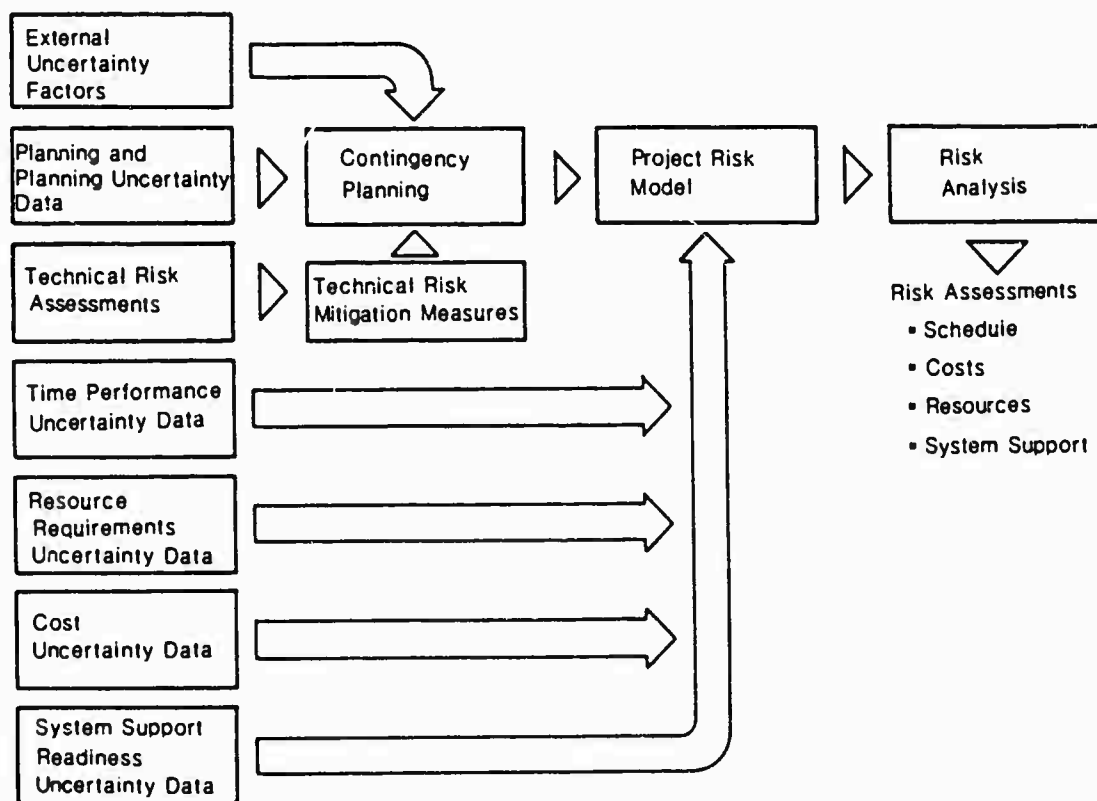 External
Uncertainty
Factors
Planning and
Planning Uncertainty
Data
Contingency
Planning
Project Risk
Model
Risk
Analysis
Technical Risk
Assessments
Technical Risk
Mitigation Measures
Risk Assessments
▪ Schedule
▪ Costs
▪ Resources
▪ System Support
Time Performance
Uncertainty Data
Resource
Requirements
Uncertainty Data
Cost
Uncertainty Data
System Support
Readiness
Uncertainty Data